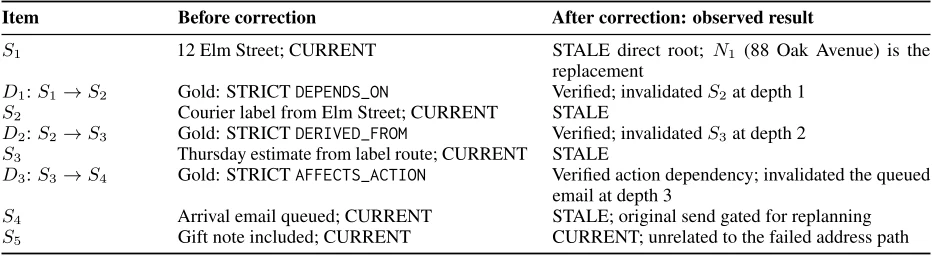 Item Before correction After correction: observed result
S1 12 Elm Street; CURRENT STALE direct root; N1 (88 Oak Avenue) is the
replacement
D1: S1 → S2 Gold: STRICT DEPENDS_ON Verified; invalidated S2 at depth 1
S2 Courier label from Elm Street; CURRENT STALE
D2: S2 → S3 Gold: STRICT DERIVED_FROM Verified; invalidated S3 at depth 2
S3 Thursday estimate from label route; CURRENT STALE
D3: S3 → S4 Gold: STRICT AFFECTS_ACTION Verified action dependency; invalidated the queued
email at depth 3
S4 Arrival email queued; CURRENT STALE; original send gated for replanning
S5 Gift note included; CURRENT CURRENT; unrelated to the failed address path